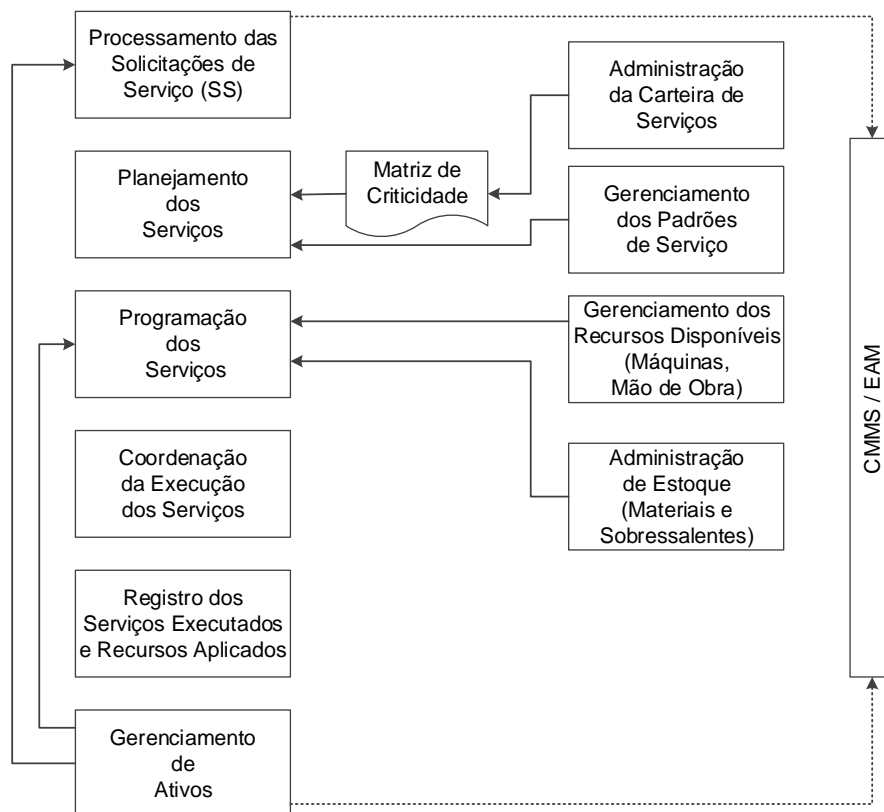 Processamento das
Solicitações de
Serviço (SS)
Administração
da Carteira de
Serviços
Planejamento
dos
Serviços
Matriz de
Criticidade
Gerenciamento
dos Padrões
de Serviço
Programação
dos
Serviços
Gerenciamento dos
Recursos Disponíveis
(Máquinas,
Mão de Obra)
Coordenação
da Execução
dos Serviços
Administração
de Estoque
(Materiais e
Sobressalentes)
Registro dos
Serviços Executados
e Recursos Aplicados
Gerenciamento
de
Ativos
CMMS / EAM